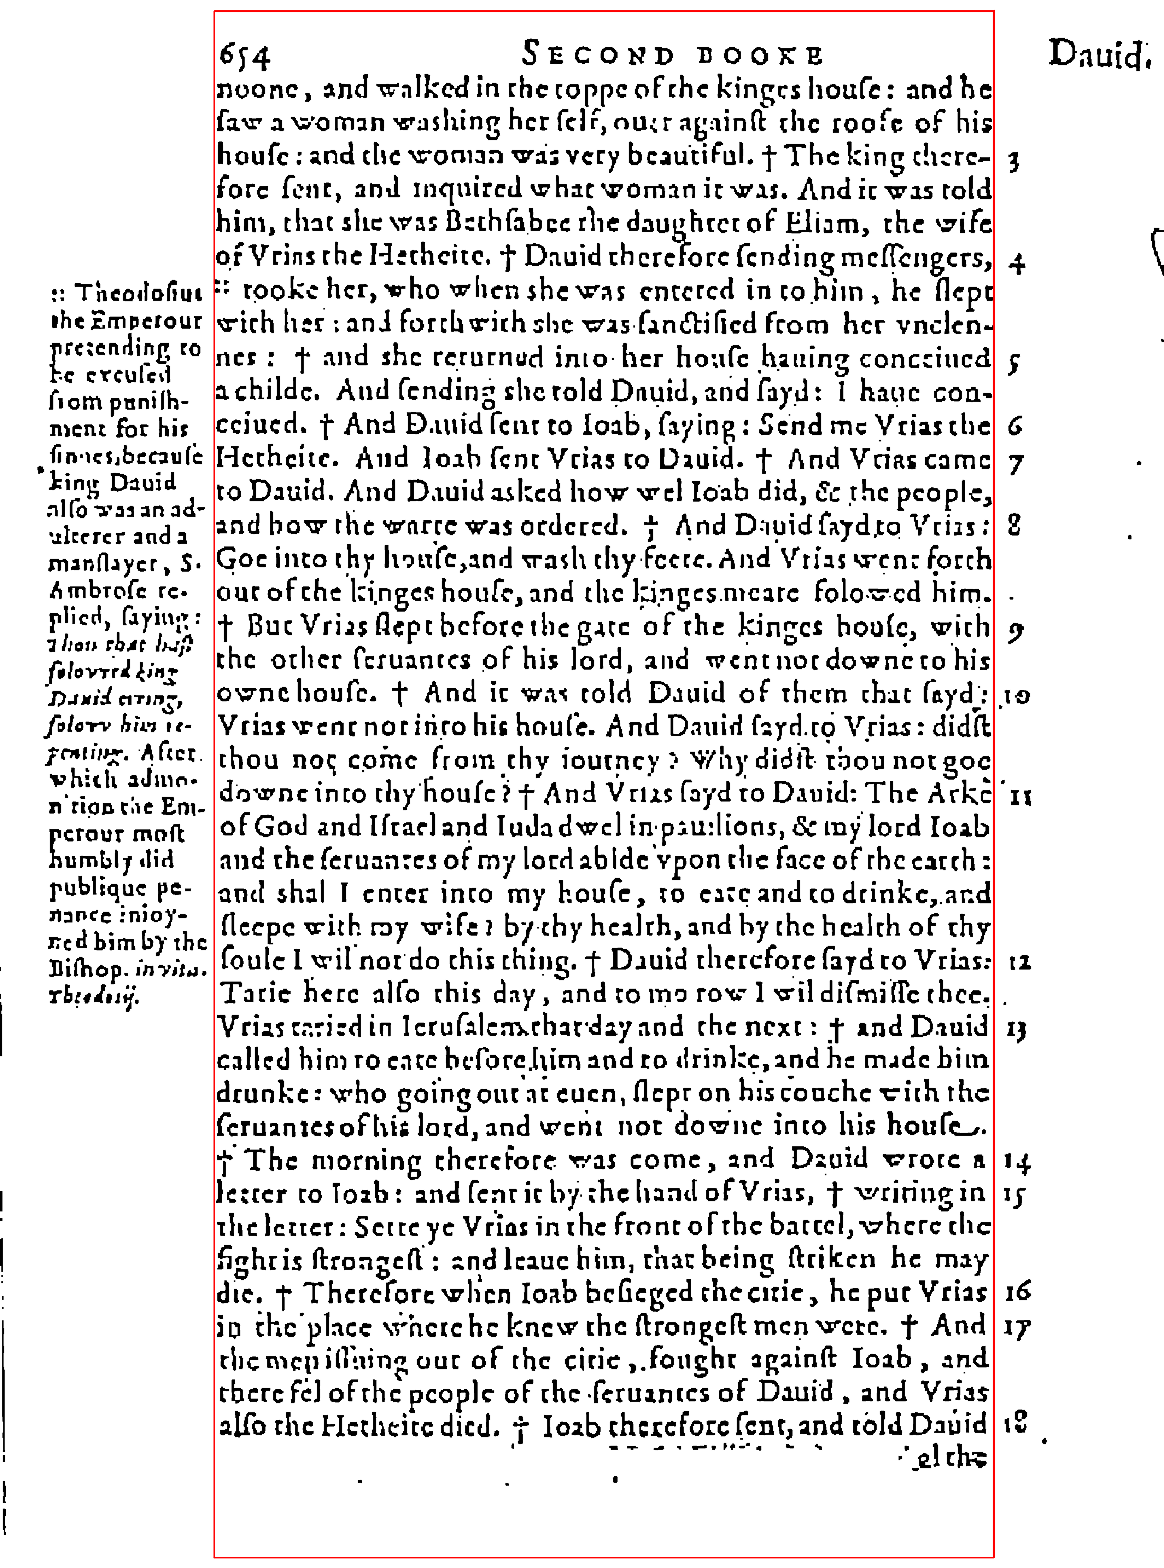 654 SECOND BOOKE Dauid.
noone, and walked in the toppe of the kinges houſe: and he
ſaw a woman washing her ſelf, ouer againſt the roofe of his
houſe: and the woman was very beautiful. † The king there- 3
fore ſent, and inquired what woman it was. And it was told
him, that she was Bethſabee the daughter of Eliam, the wife
of Vrias the Hetheite. † Dauid therefore ſending meſſengers, 4
:: tooke her, who when she was entered in to him, he ſlept
with her: and forthwith she was ſanctified from her vnclen-
nes: † and she returned into her houſe hauing conceiued 5
a childe. And ſending she told Dauid, and ſayd: I haue con-
ceiued. † And Dauid ſent to Ioab, ſaying: Send me Vrias the 6
Hetheite. And Ioab ſent Vrias to Dauid. † And Vrias came 7
to Dauid. And Dauid asked how wel Ioab did, & the people,
and how the warre was ordered. † And Dauid ſayd to Vrias: 8
Goe into thy houſe, and wash thy feete. And Vrias went forth
out of the kinges houſe, and the kinges meate folowed him.
† But Vrias ſlept before the gate of the kinges houſe, with 9
the other ſeruantes of his lord, and went not downe to his
owne houſe. † And it was told Dauid of them that ſayd: 10
Vrias went not into his houſe. And Dauid ſayd to Vrias: didſt
thou not come from thy iourney? Why didſt thou not goe
downe into thy houſe? † And Vrias ſayd to Dauid: The Arke 11
of God and Iſrael and Iuda dwel in pauilions, & my lord Ioab
and the ſeruantes of my lord abide vpon the face of the earth:
and shal I enter into my houſe, to eate and to drinke, and
ſleepe with my wife? by thy health, and by the health of thy
ſoule I wil not do this thing. † Dauid therefore ſayd to Vrias: 12
Tarie here alſo this day, and to morow I wil diſmiſſe thee.
Vrias taried in Ieruſalem that day and the next: † and Dauid 13
called him to eate before him and to drinke, and he made him
drunke: who going out at euen, ſlept on his couche with the
ſeruantes of his lord, and went not downe into his houſe.
† The morning therefore was come, and Dauid wrote a 14
letter to Ioab: and ſent it by the hand of Vrias, † writing in 15
the letter: Sette ye Vrias in the front of the battel, where the
fight is ſtrongeſt: and leaue him, that being ſtriken he may
die. † Therefore when Ioab beſieged the citie, he put Vrias 16
in the place where he knew the ſtrongeſt men were. † And 17
the men iſſuing out of the citie, fought againſt Ioab, and
there fel of the people of the ſeruantes of Dauid, and Vrias
alſo the Hetheite died. † Ioab therefore ſent, and told Dauid 18
al the
:: Theodoſius
the Emperour
pretending to
be excuſed
from puniſh-
ment for his
ſinnes, becauſe
king Dauid
alſo was an ad-
ulterer and a
manſlayer, S.
Ambroſe re-
plied, ſaying:
Thou that haſt
folovved king
Dauid erring,
folovv him re-
penting. After
which admo-
nition the Em-
perour moſt
humbly did
publique pe-
nance inioy-
ned him by the
Biſhop. in vita.
Theodoſij.